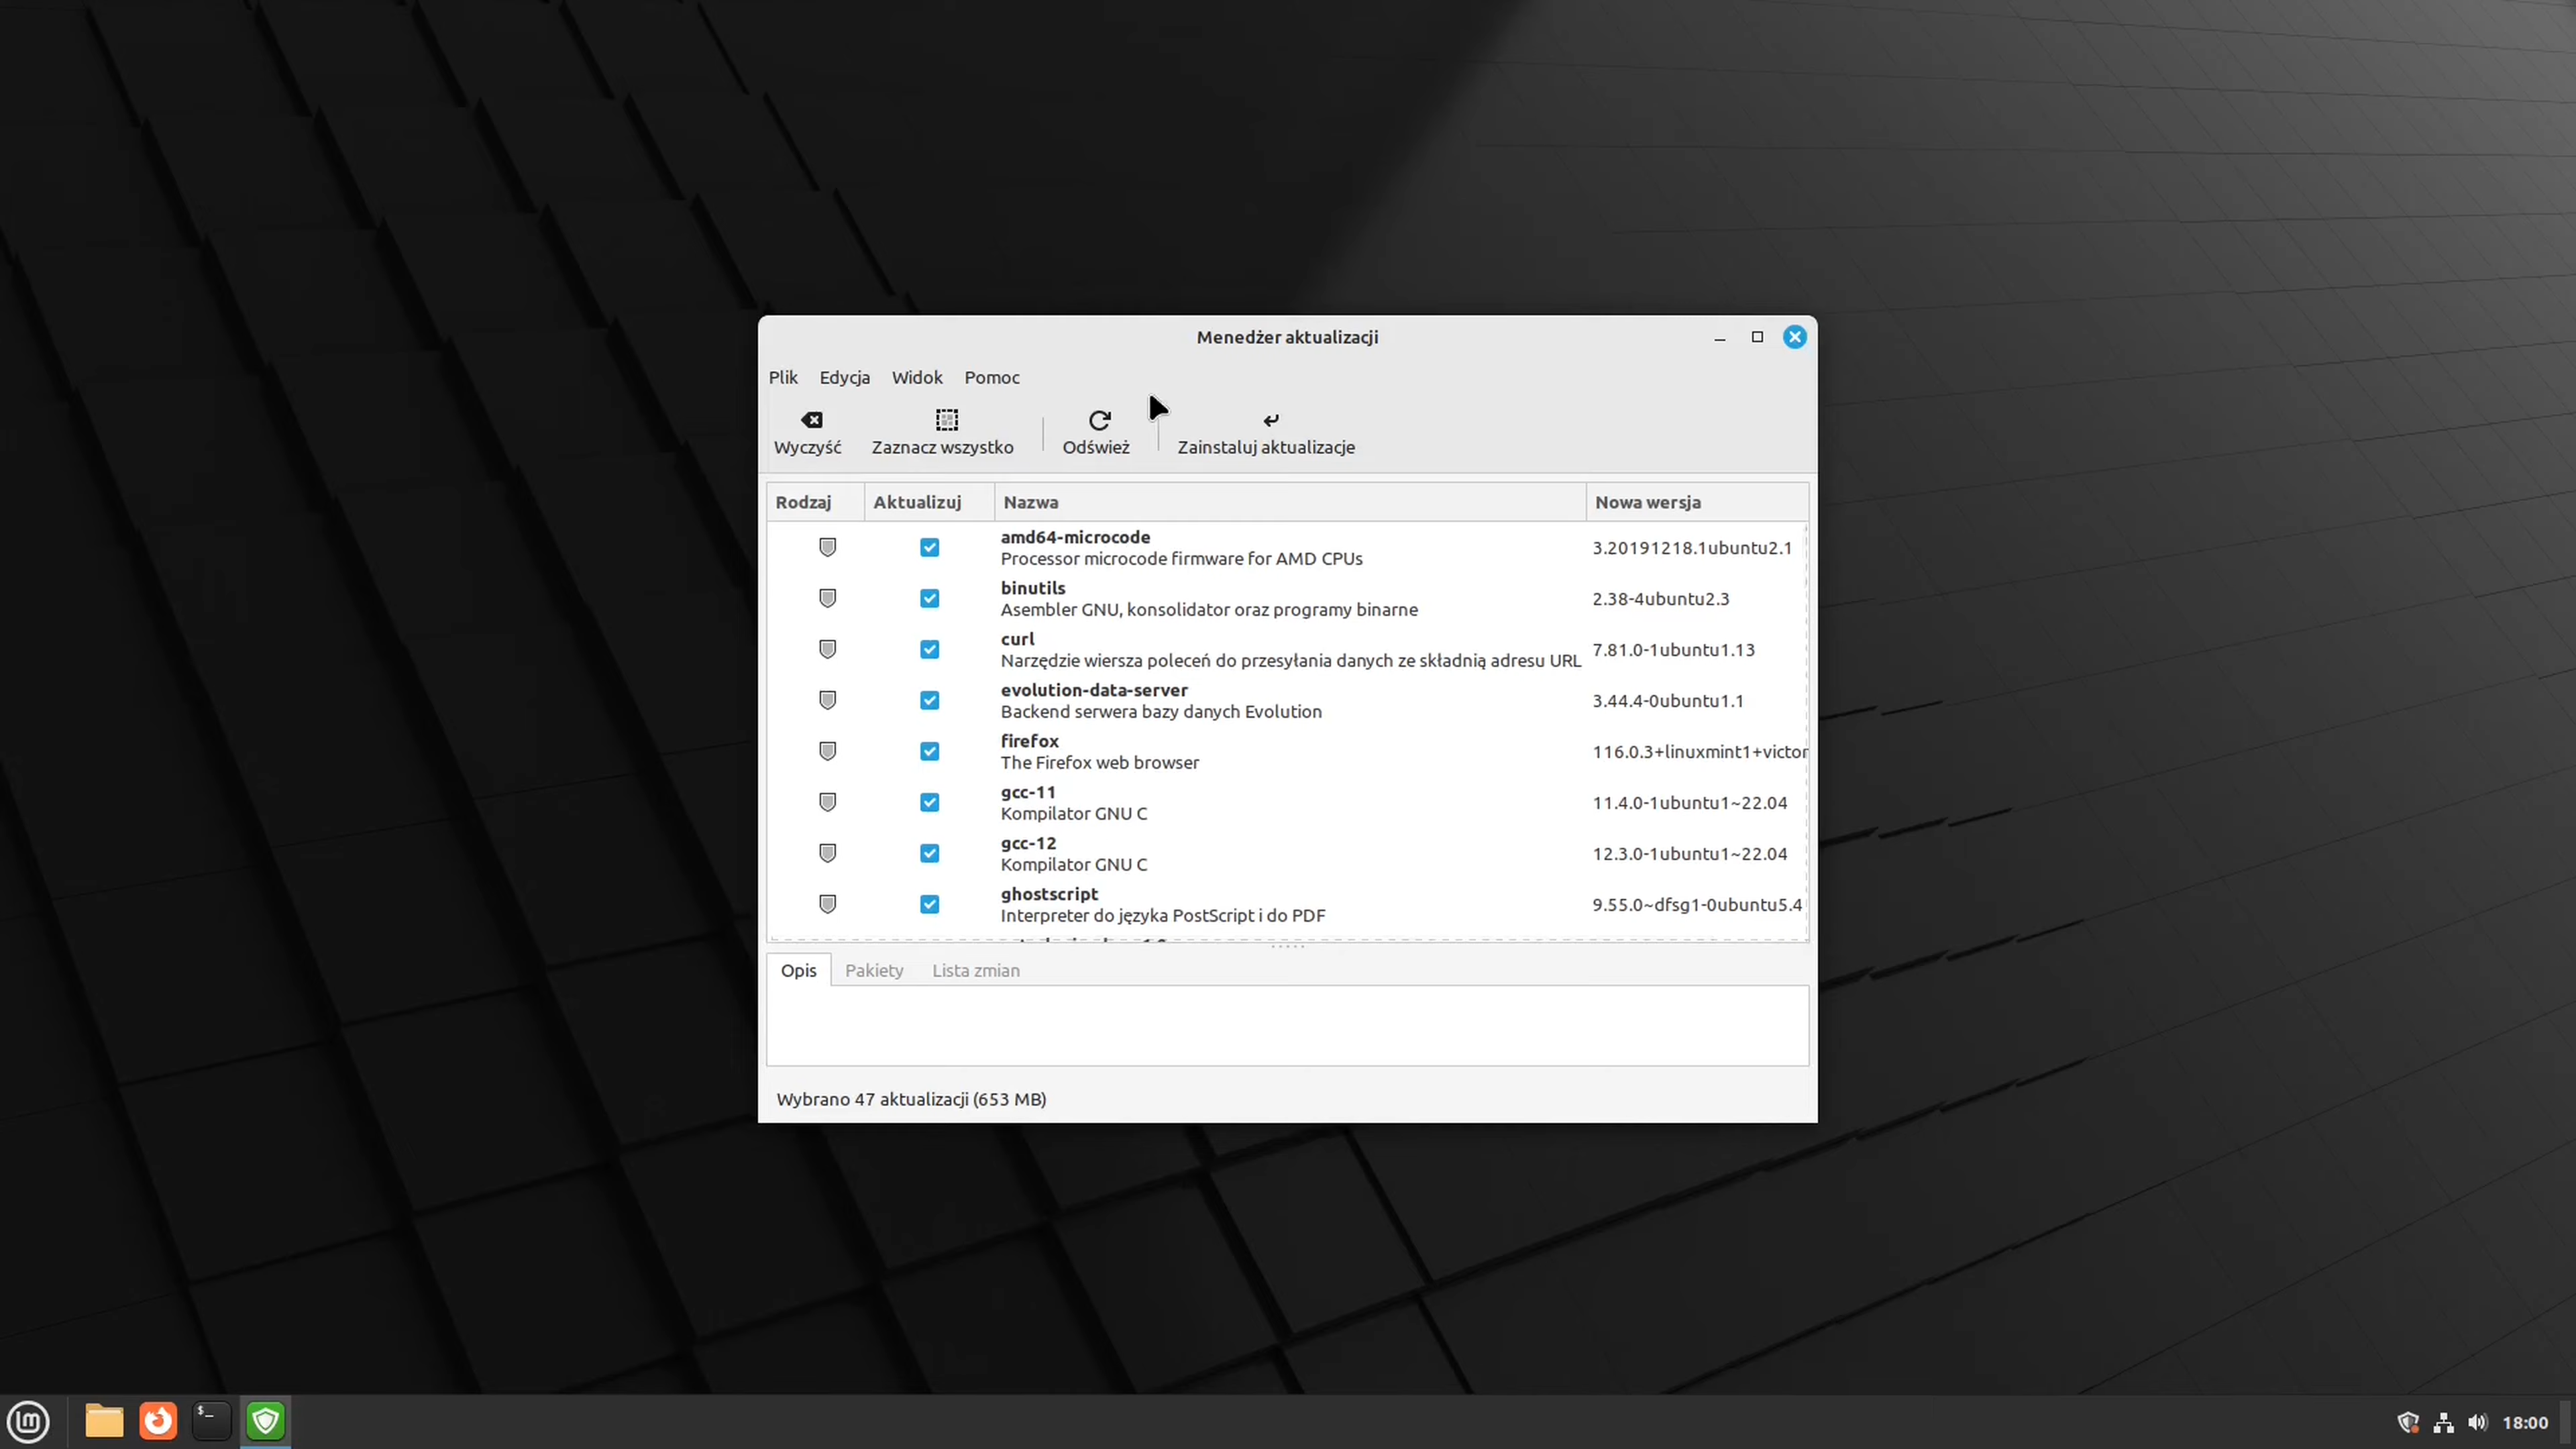 Menedżer aktualizacji
Plik Edycja Widok Pomoc
Wyczyść Zaznacz wszystko Odśwież Zainstaluj aktualizacje
Rodzaj Aktualizuj Nazwa Nowa wersja
amd64-microcode
Processor microcode firmware for AMD CPUs
3.20191218.1ubuntu2.1
binutils
Asembler GNU, konsolidator oraz programy binarne
2.38-4ubuntu2.3
curl
Narzędzie wiersza poleceń do przesyłania danych ze składnią adresu URL
7.81.0-1ubuntu1.13
evolution-data-server
Backend serwera bazy danych Evolution
3.44.4-0ubuntu1.1
firefox
The Firefox web browser
116.0.3+linuxmint1+victor
gcc-11
Kompilator GNU C
11.4.0-1ubuntu1~22.04
gcc-12
Kompilator GNU C
12.3.0-1ubuntu1~22.04
ghostscript
Interpreter do języka PostScript i do PDF
9.55.0~dfsg1-0ubuntu5.4
Opis Pakiety Lista zmian
Wybrano 47 aktualizacji (653 MB)
18:00